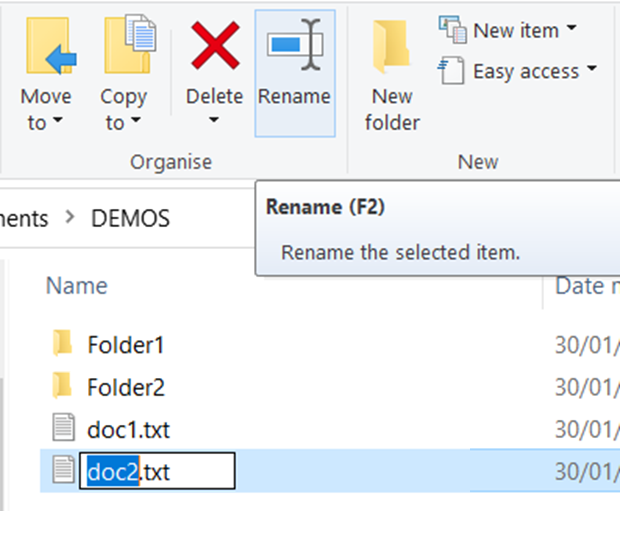 Move to
Copy to
Delete
Rename
New folder
New item
Easy access
Organise
New
Rename (F2)
Rename the selected item.
ments > DEMOS
Name
Date m
Folder1
30/01/
Folder2
30/01/
doc1.txt
30/01/
doc2.txt
30/01/